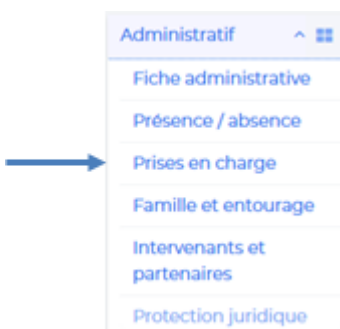 Administratif
Fiche administrative
Présence / absence
Prises en charge
Famille et entourage
Intervenants et
partenaires
Protection juridique